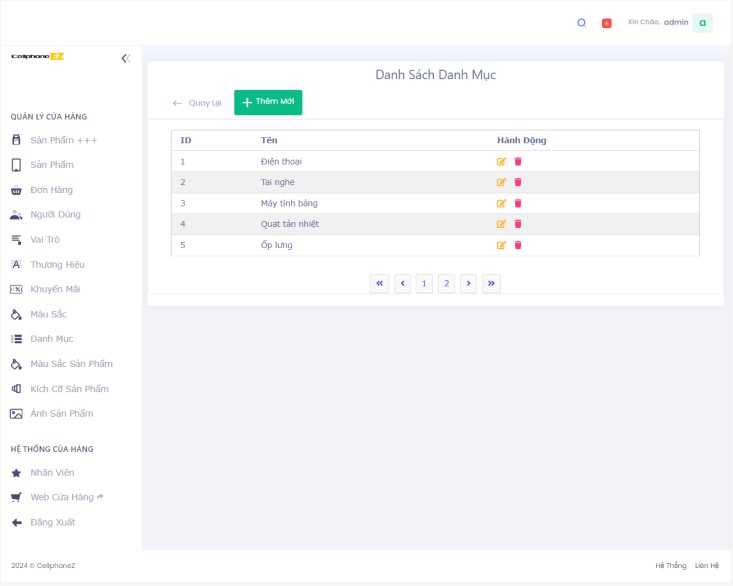 Xin Chào, admin a
CellphoneZ
Danh Sách Danh Mục
Quay Lại
Thêm Mới
QUẢN LÝ CỬA HÀNG
Sản Phẩm +++
Sản Phẩm
Đơn Hàng
Người Dùng
Vai Trò
Thương Hiệu
Khuyến Mãi
Màu Sắc
Danh Mục
Màu Sắc Sản Phẩm
Kích Cỡ Sản Phẩm
Ảnh Sản Phẩm
HỆ THỐNG CỦA HÀNG
Nhân Viên
Web Cửa Hàng
Đăng Xuất
ID Tên Hành Động
1 Điện thoại
2 Tai nghe
3 Máy tính bảng
4 Quạt tản nhiệt
5 Ốp lưng
« ‹ 1 2 › »
2024 © CellphoneZ
Hệ Thống Liên Hệ